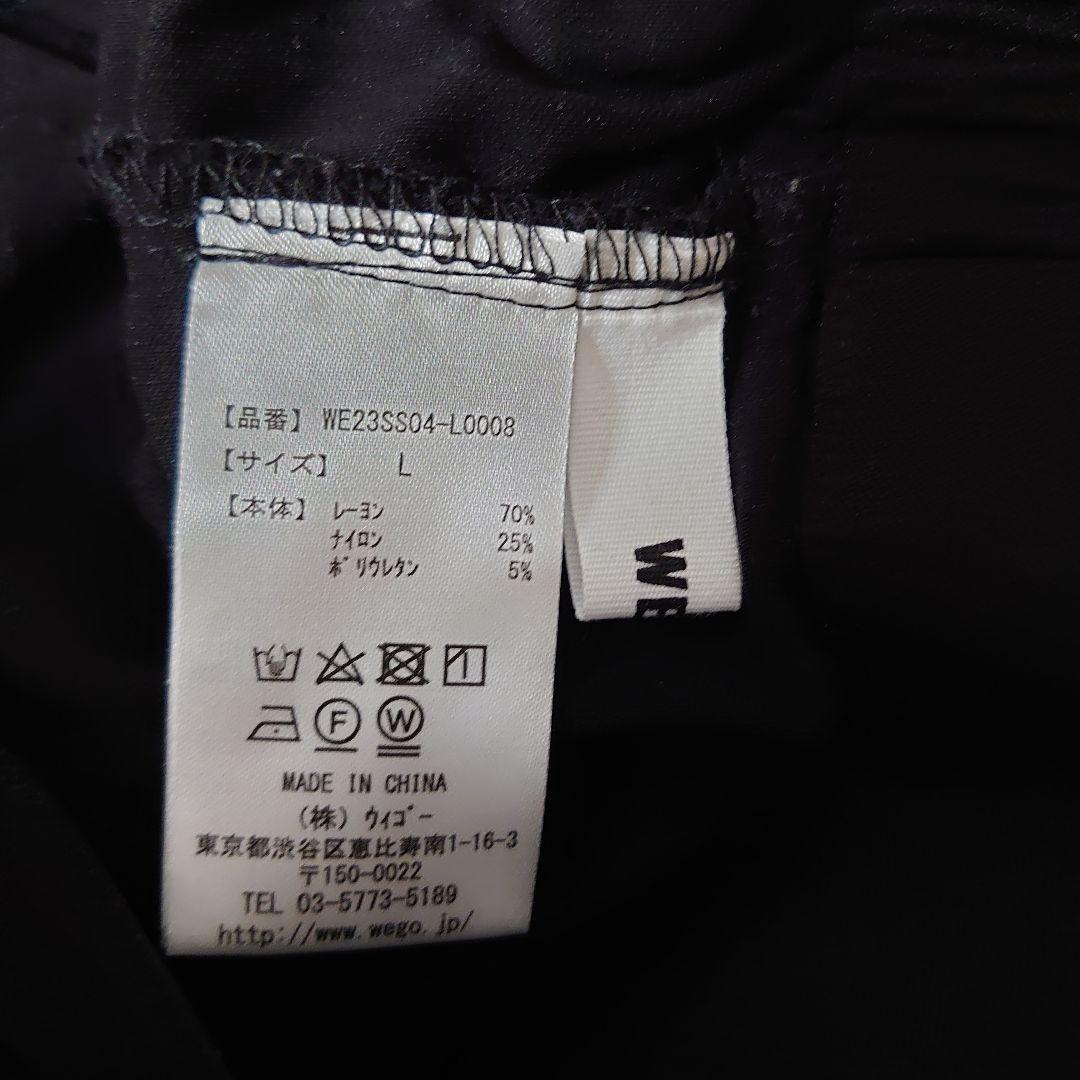 【品番】 WE23SS04-L0008
【サイズ】 L
【本体】 レーヨン 70%
ナイロン 25%
ポリウレタン 5%
F W
MADE IN CHINA
(株) ウィゴー
東京都渋谷区恵比寿南1-16-3
〒150-0022
TEL 03-5773-5189
http://www.wego.jp/
WE